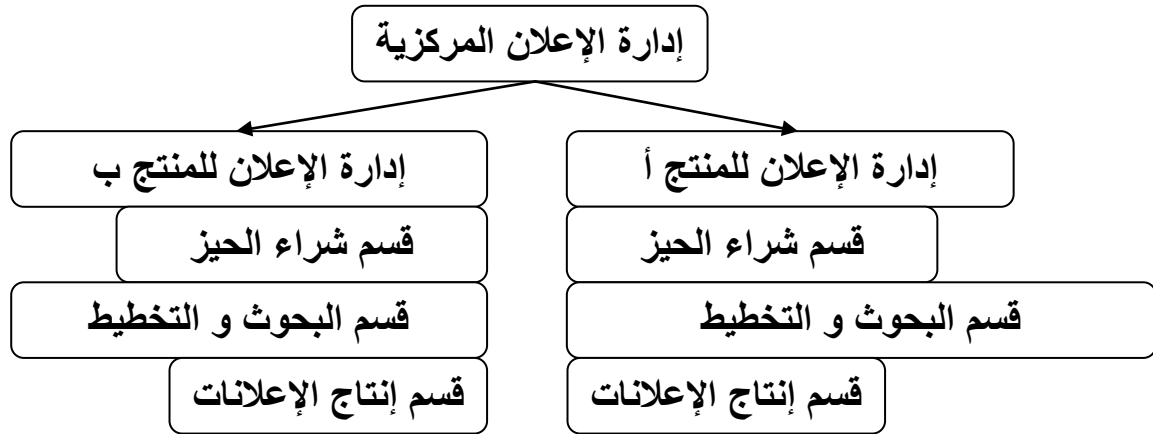 إدارة الإعلان المركزية
إدارة الإعلان للمنتج أ
إدارة الإعلان للمنتج ب
قسم شراء الحيز
قسم شراء الحيز
قسم البحوث و التخطيط
قسم البحوث و التخطيط
قسم إنتاج الإعلانات
قسم إنتاج الإعلانات